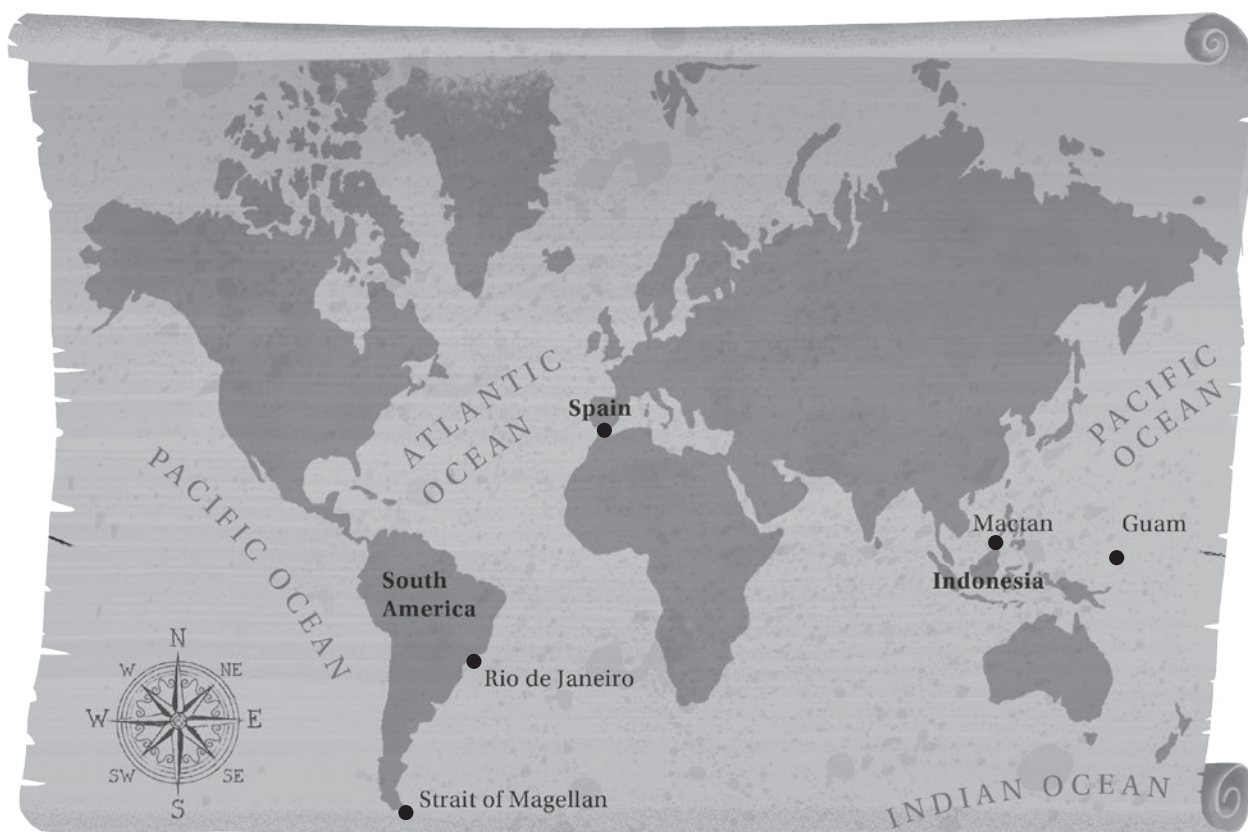 ATLANTIC
OCEAN
Spain
PACIFIC
OCEAN
PACIFIC OCEAN
Mactan
Guam
South
America
Indonesia
Rio de Janeiro
N
W
NE
W
E
SW
SE
S
Strait of Magellan
INDIAN OCEAN